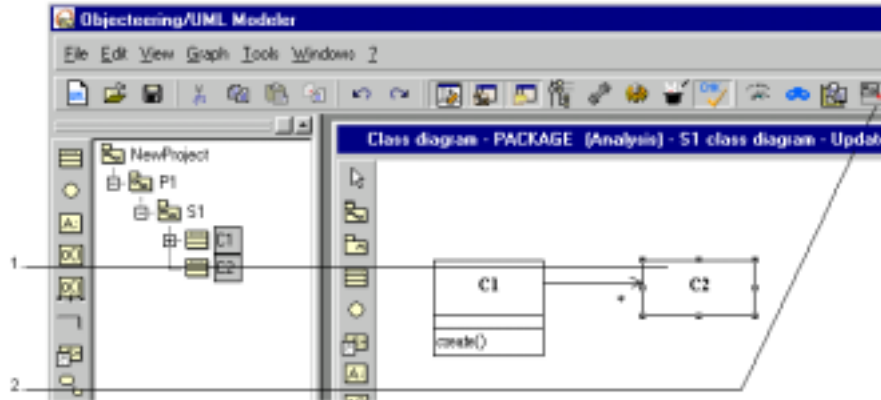 Objecteering/UML Modeler
File Edit View Graph Tools Windows ?
Class diagram - PACKAGE (Analysis) - S1 class diagram - Updat
NewProject
P1
S1
C1
1
C2
C1
C2
*
create()
2